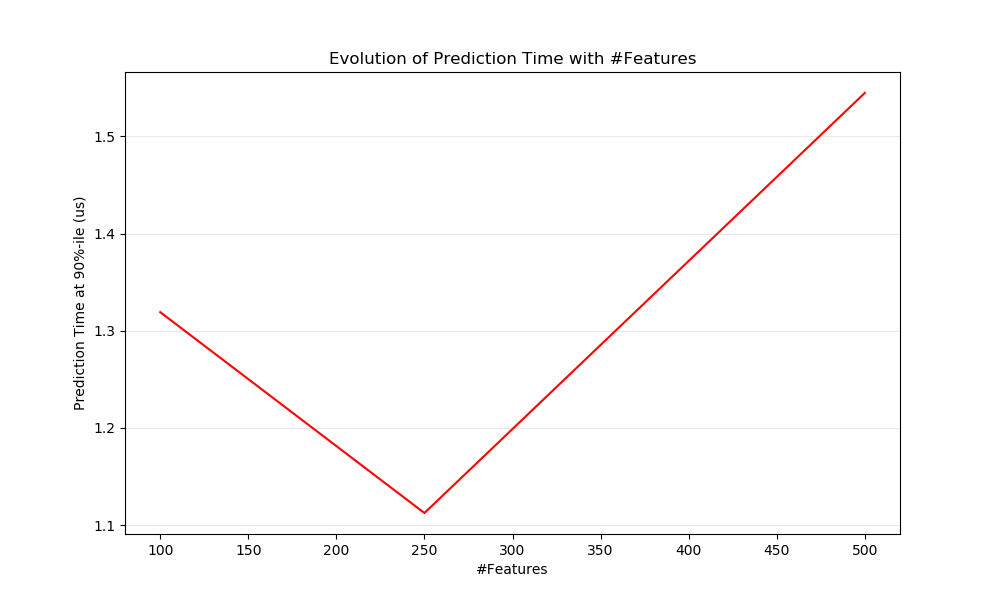 Evolution of Prediction Time with #Features
Prediction Time at 90%-ile (us)
1.5
1.4
1.3
1.2
1.1
100 150 200 250 300 350 400 450 500
#Features